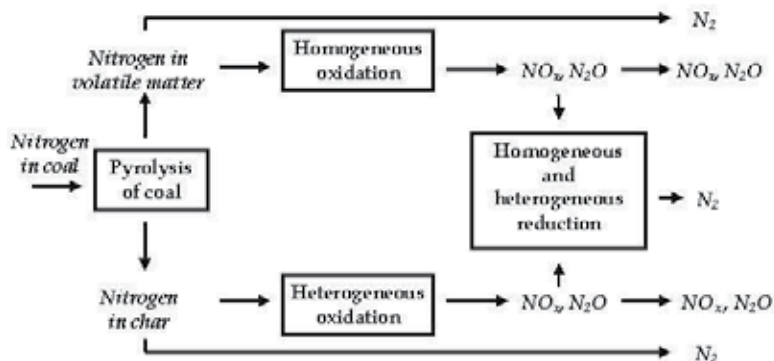 N₂
Nitrogen in
volatile matter
Homogeneous
oxidation
NOₓ, N₂O
NOₓ, N₂O
Nitrogen
in coal
Pyrolysis
of coal
Homogeneous
and
heterogeneous
reduction
N₂
Nitrogen
in char
Heterogeneous
oxidation
NOₓ, N₂O
NOₓ, N₂O
N₂